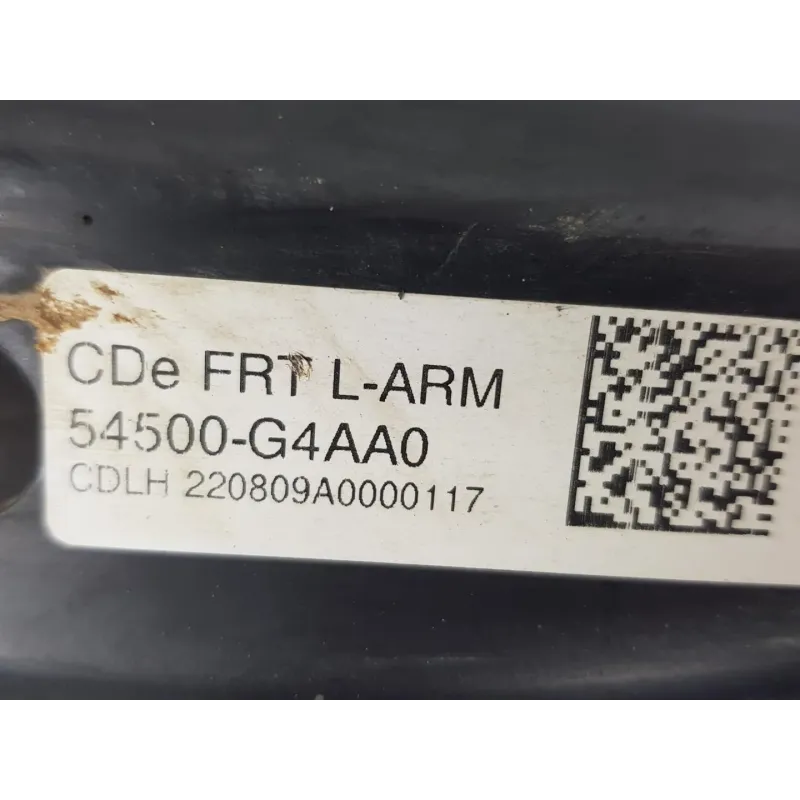 CDe FRT L-ARM
54500-G4AA0
CDLH 220809A0000117